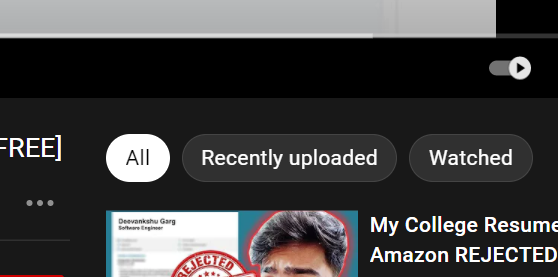 FREE]
All
Recently uploaded
Watched
Deevankshu Garg
Software Engineer
REJECTED
My College Resume
Amazon REJECTED